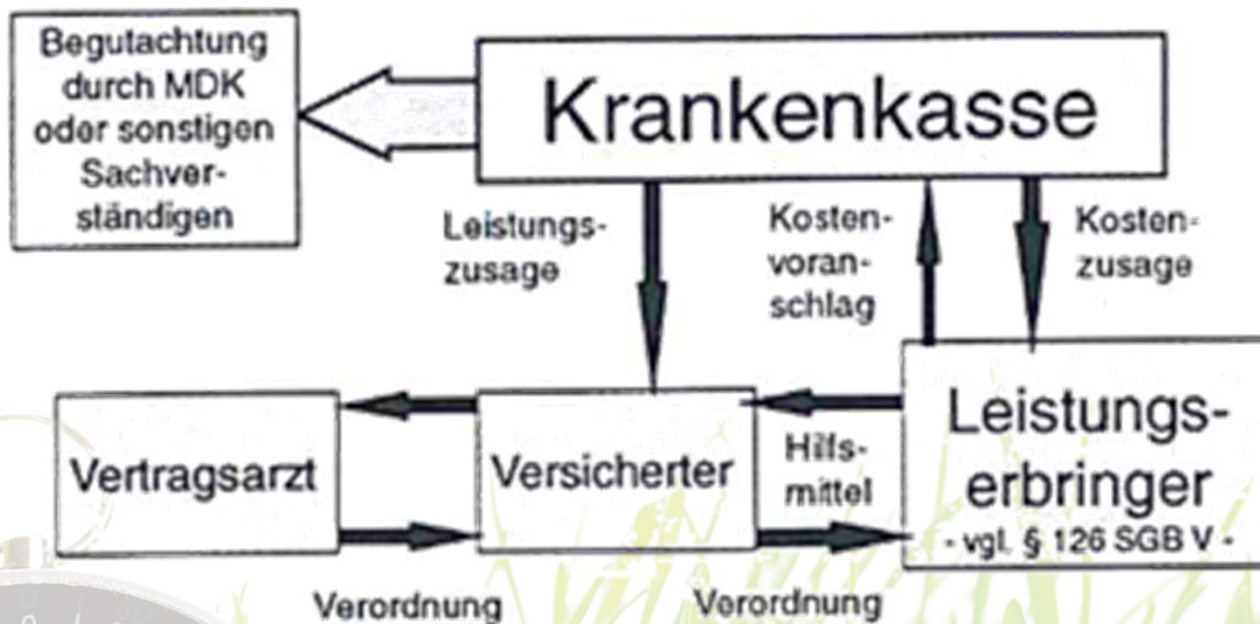 Begutachtung
durch MDK
oder sonstigen
Sachver-
ständigen
Krankenkasse
Leistungs-
zusage
Kosten-
voran-
schlag
Kosten-
zusage
Vertragsarzt
Versicherter
Hilfs-
mittel
Leistungs-
erbringer
- vgl. § 126 SGB V -
Verordnung
Verordnung